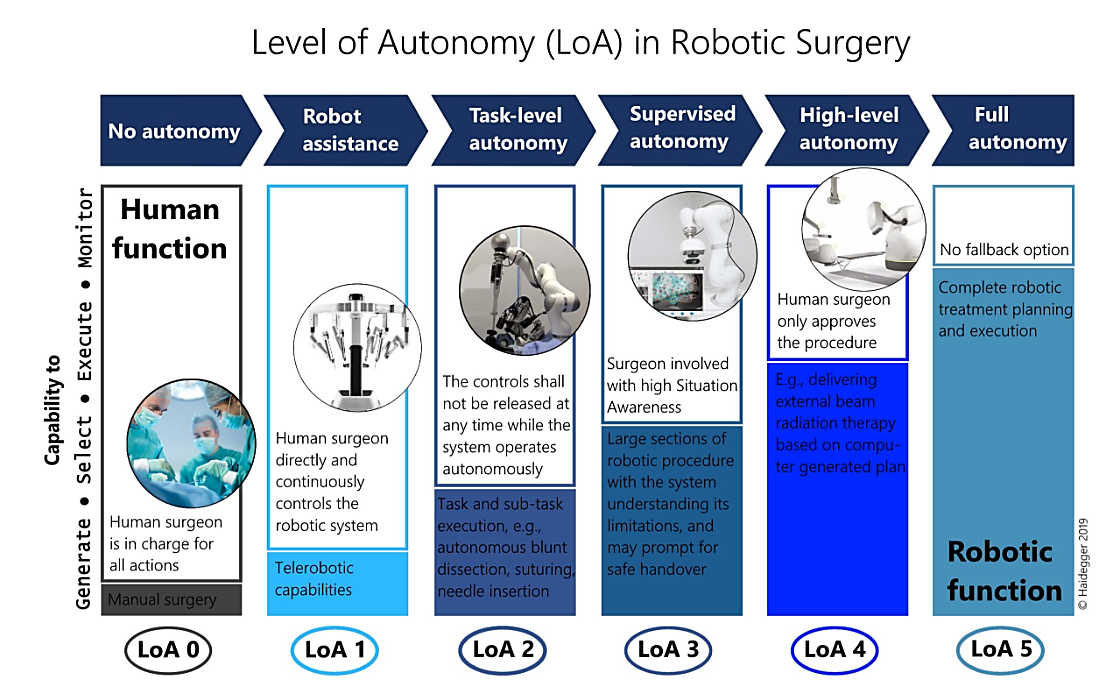 Level of Autonomy (LoA) in Robotic Surgery
No autonomy
Robot
assistance
Task-level
autonomy
Supervised
autonomy
High-level
autonomy
Full
autonomy
Capability to
Generate • Select • Execute • Monitor
Human
function
Human surgeon
is in charge for
all actions
Manual surgery
Human surgeon
directly and
continuously
controls the
robotic system
Telerobotic
capabilities
The controls shall
not be released at
any time while the
system operates
autonomously
Task and sub-task
execution, e.g.,
autonomous blunt
dissection, suturing,
needle insertion
Surgeon involved
with high Situation
Awareness
Large sections of
robotic procedure
with the system
understanding its
limitations, and
may prompt for
safe handover
Human surgeon
only approves
the procedure
E.g., delivering
external beam
radiation therapy
based on compu-
ter generated plan
No fallback option
Complete robotic
treatment planning
and execution
Robotic
function
© Haidegger 2019
LoA 0
LoA 1
LoA 2
LoA 3
LoA 4
LoA 5